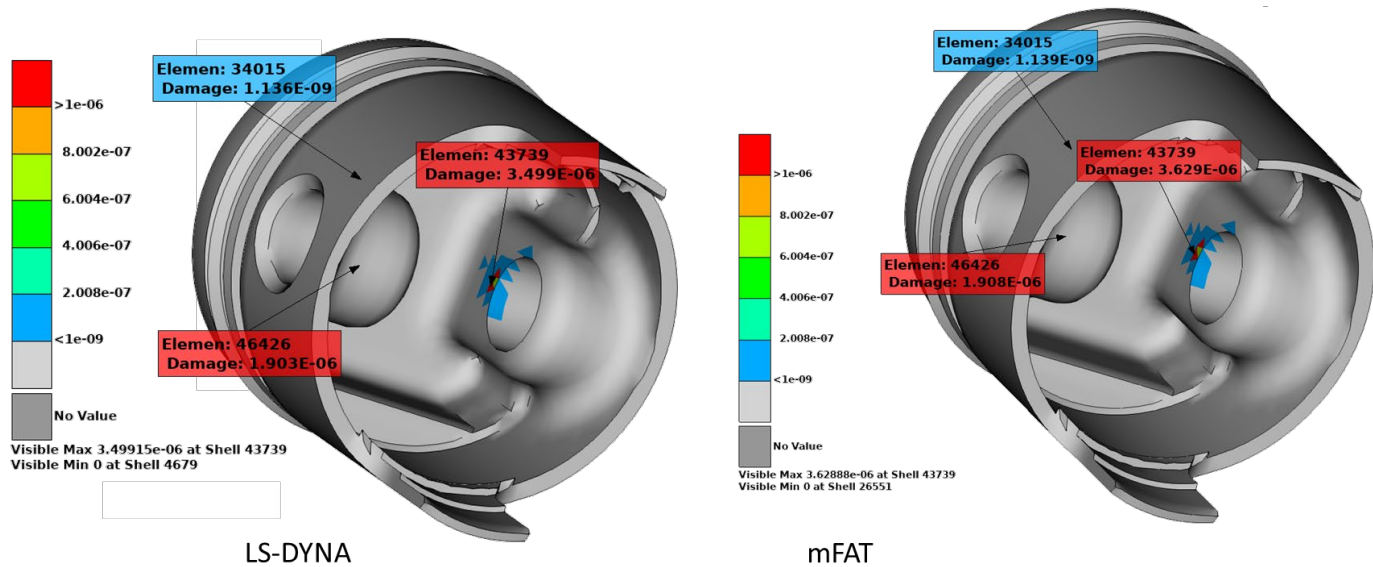 Elemen: 34015
Damage: 1.136E-09
>1e-06
8.002e-07
6.004e-07
4.006e-07
2.008e-07
<1e-09
No Value
Elemen: 43739
Damage: 3.499E-06
Elemen: 46426
Damage: 1.903E-06
Visible Max 3.49915e-06 at Shell 43739
Visible Min 0 at Shell 4679
LS-DYNA
Elemen: 34015
Damage: 1.139E-09
>1e-06
8.002e-07
6.004e-07
4.006e-07
2.008e-07
<1e-09
No Value
Elemen: 43739
Damage: 3.629E-06
Elemen: 46426
Damage: 1.908E-06
Visible Max 3.62888e-06 at Shell 43739
Visible Min 0 at Shell 26551
mFAT